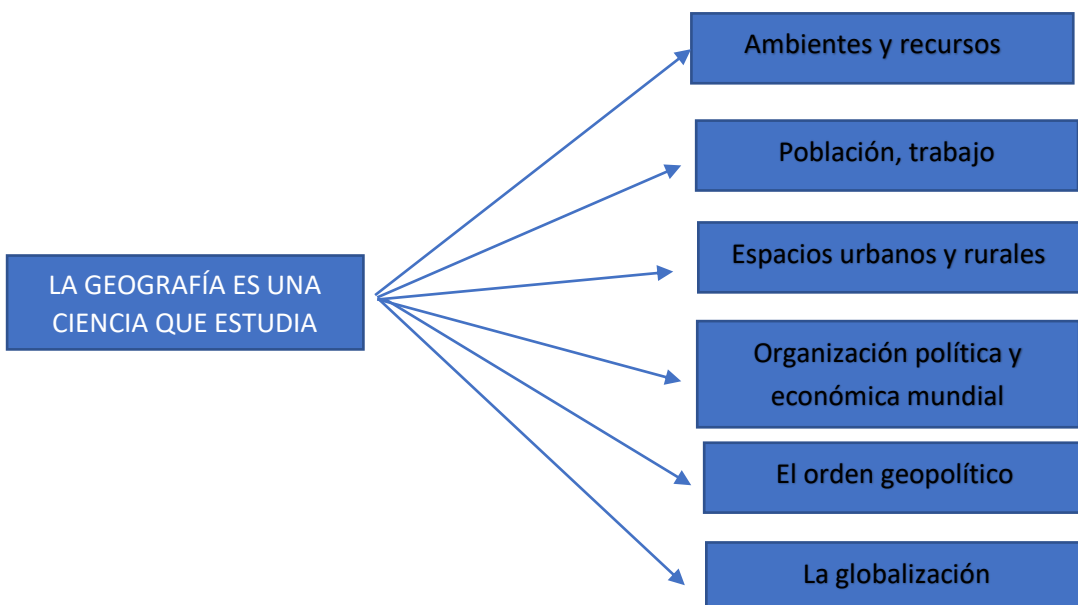 LA GEOGRAFÍA ES UNA
CIENCIA QUE ESTUDIA
Ambientes y recursos
Población, trabajo
Espacios urbanos y rurales
Organización política y
económica mundial
El orden geopolítico
La globalización